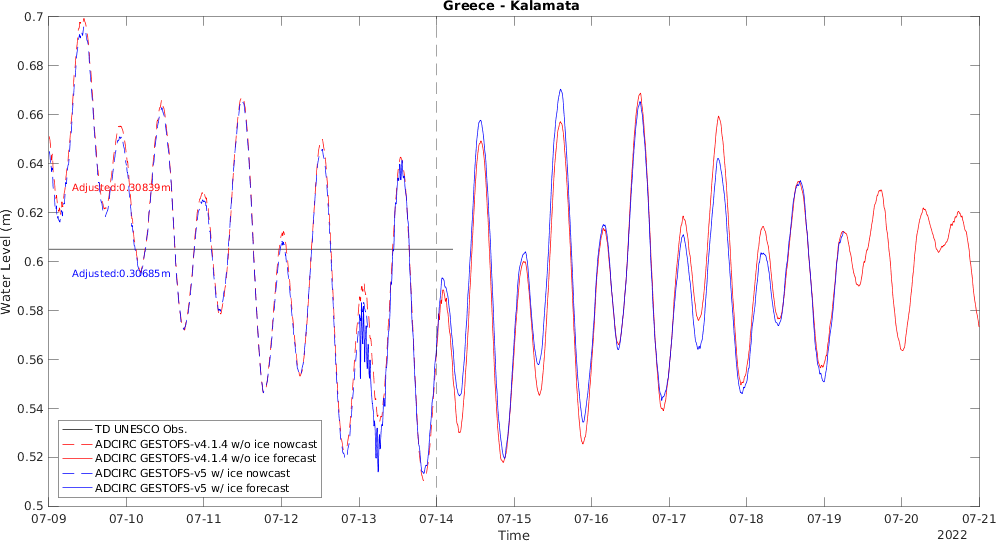 Greece - Kalamata
0.7
0.68
0.66
0.64
0.62
0.6
0.58
0.56
0.54
0.52
0.5
Water Level (m)
Adjusted:0.30839m
Adjusted:0.30685m
TD UNESCO Obs.
ADCIRC GESTOFS-v4.1.4 w/o ice nowcast
ADCIRC GESTOFS-v4.1.4 w/o ice forecast
ADCIRC GESTOFS-v5 w/ ice nowcast
ADCIRC GESTOFS-v5 w/ ice forecast
07-09 07-10 07-11 07-12 07-13 07-14 07-15 07-16 07-17 07-18 07-19 07-20 07-21
Time
2022